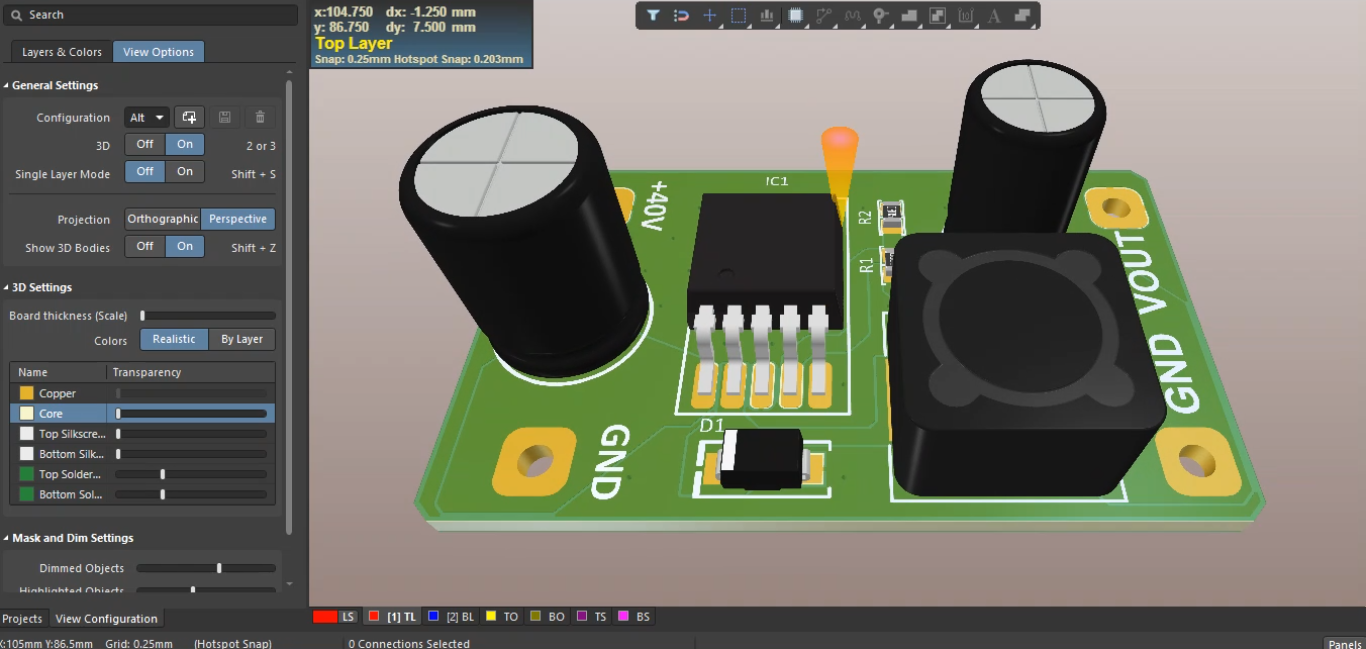 Search
x:104.750 dx: -1.250 mm
y: 86.750 dy: 7.500 mm
Top Layer
Snap: 0.25mm Hotspot Snap: 0.203mm
Layers & Colors View Options
General Settings
Configuration Alt
3D Off On 2 or 3
Single Layer Mode Off On Shift + S
Projection Orthographic Perspective
Show 3D Bodies Off On Shift + Z
3D Settings
Board thickness (Scale)
Colors Realistic By Layer
Name Transparency
Copper
Core
Top Silkscre...
Bottom Silk...
Top Solder...
Bottom Sol...
Mask and Dim Settings
Dimmed Objects
Highlighted Objects
Projects View Configuration
IC1
+40V
R2
R1
VOUT
GND
D1
GND
LS [1] TL [2] BL TO BO TS BS
X:105mm Y:86.5mm Grid: 0.25mm (Hotspot Snap) 0 Connections Selected Panels